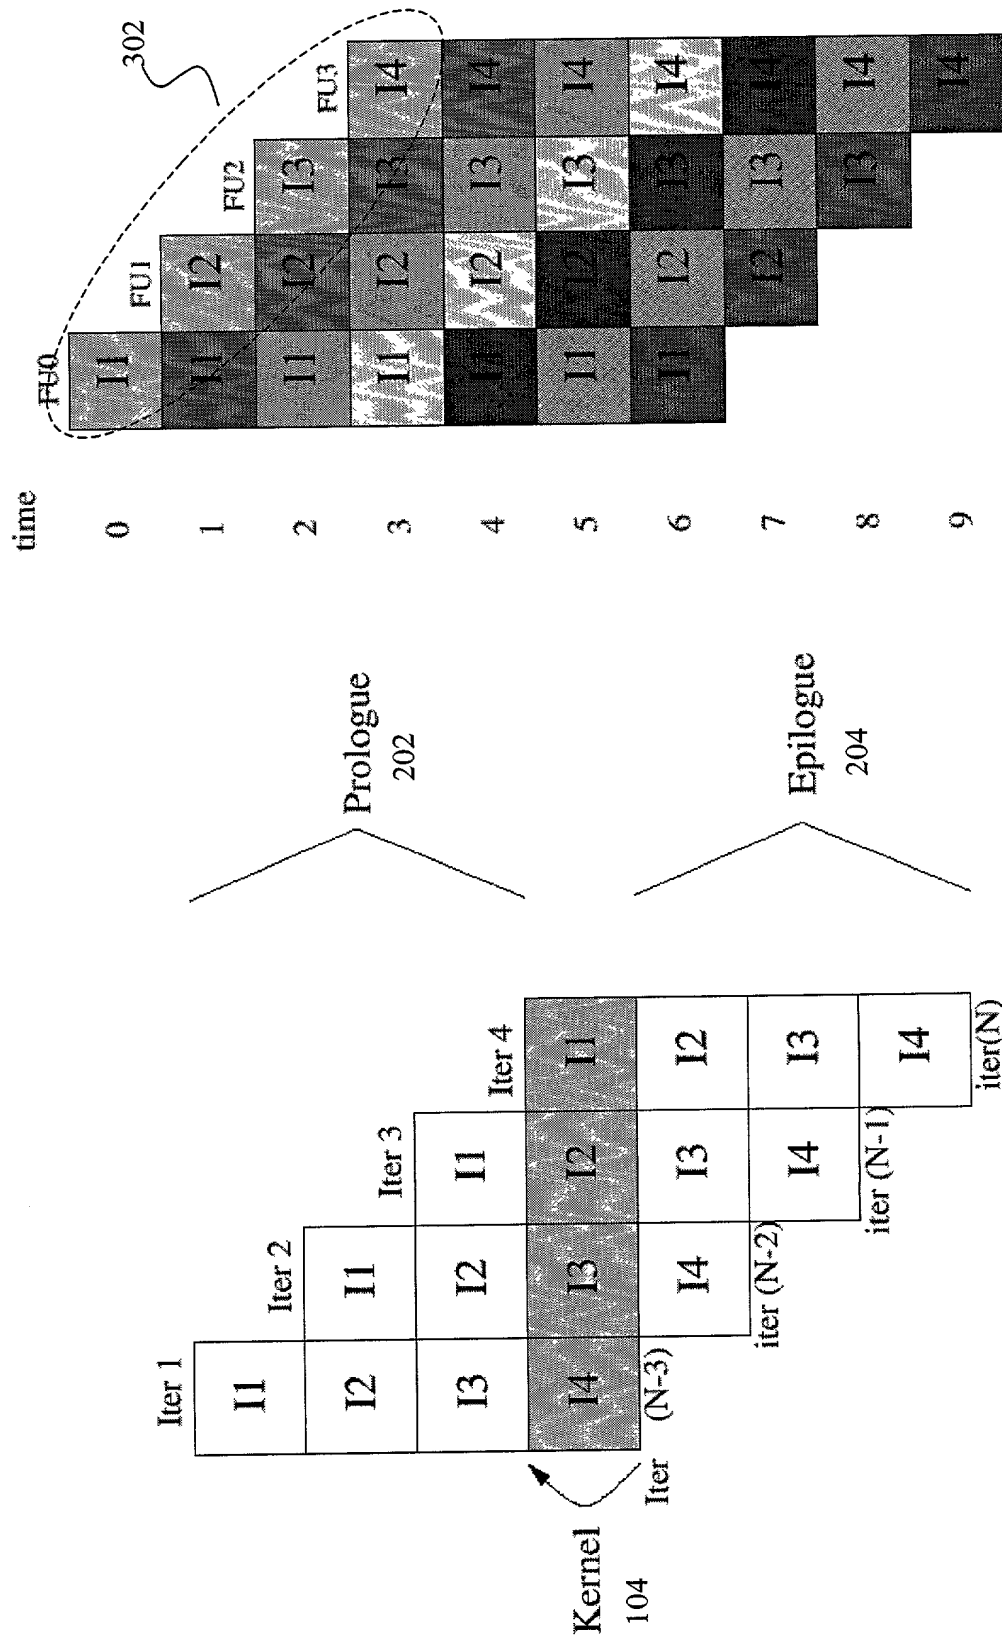 Iter 1
Iter 2
Iter 3
Iter 4
I1
I2 I1
I3 I2 I1
I4 I3 I2 I1
I4 I3 I2
I4 I3
I4
Iter (N-3)
iter (N-2)
iter (N-1)
iter(N)
Kernel
104
Prologue
202
Epilogue
204
time
FU0
FU1
FU2
FU3
302
0 I1
1 I1 I2
2 I1 I2 I3
3 I1 I2 I3 I4
4 I1 I2 I3 I4
5 I1 I2 I3 I4
6 I1 I2 I3 I4
7 I2 I3 I4
8 I3 I4
9 I4